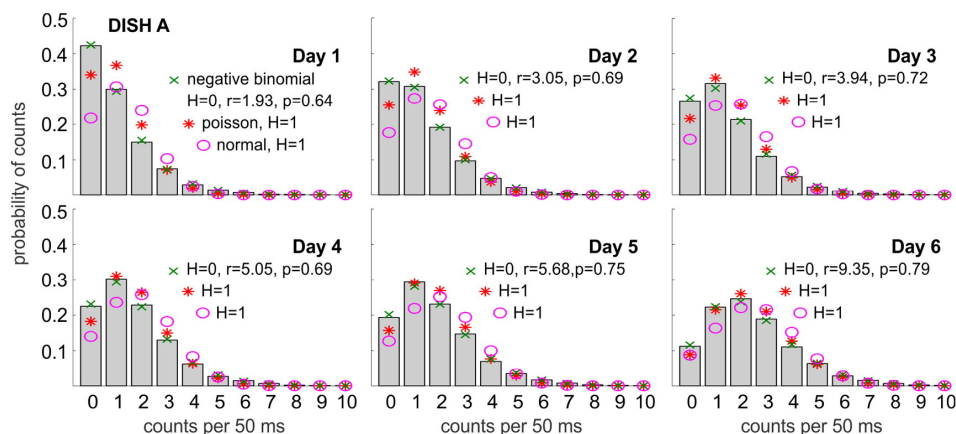 DISH A
probability of counts
0.5
0.4
0.3
0.2
0.1
Day 1
× negative binomial
H=0, r=1.93, p=0.64
* poisson, H=1
○ normal, H=1
Day 2
× H=0, r=3.05, p=0.69
* H=1
○ H=1
Day 3
× H=0, r=3.94, p=0.72
* H=1
○ H=1
0.5
0.4
0.3
0.2
0.1
Day 4
× H=0, r=5.05, p=0.69
* H=1
○ H=1
Day 5
× H=0, r=5.68,p=0.75
* H=1
○ H=1
Day 6
× H=0, r=9.35, p=0.79
* H=1
○ H=1
0 1 2 3 4 5 6 7 8 9 10
0 1 2 3 4 5 6 7 8 9 10
0 1 2 3 4 5 6 7 8 9 10
counts per 50 ms
counts per 50 ms
counts per 50 ms